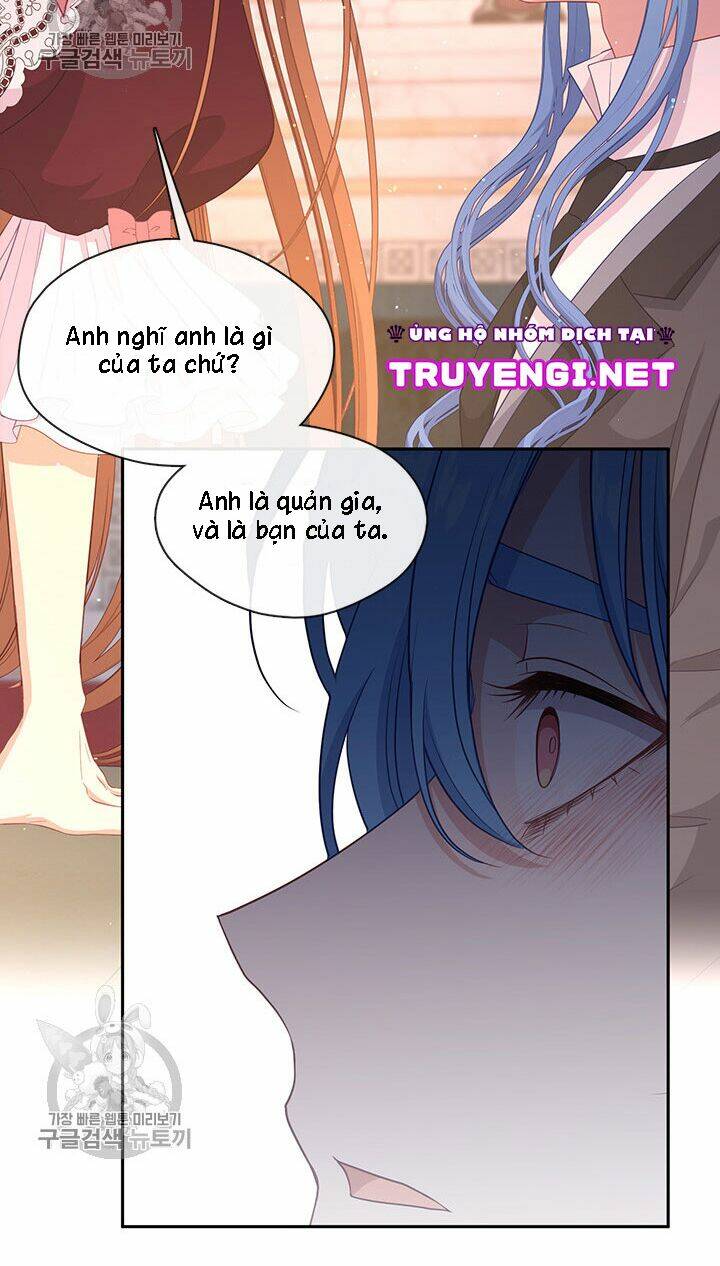 가장 빠른 웹툰 미리보기
구글검색 뉴토끼
Anh nghĩ anh là gì
của ta chứ?
ỦNG HỘ NHÓM DỊCH TẠI
TRUYENGI.NET
Anh là quản gia,
và là bạn của ta.
가장 빠른 웹툰 미리보기
구글검색 뉴토끼